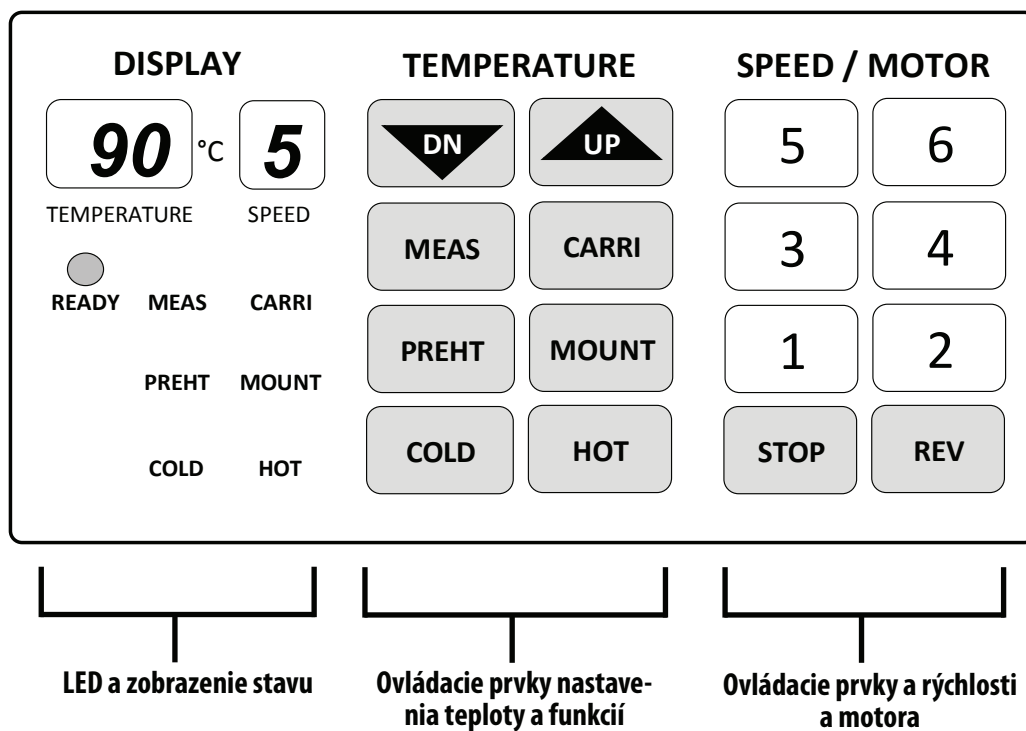 DISPLAY
90 °C 5
TEMPERATURE SPEED
READY MEAS CARRI
PREHT MOUNT
COLD HOT
TEMPERATURE
DN UP
MEAS CARRI
PREHT MOUNT
COLD HOT
SPEED / MOTOR
5 6
3 4
1 2
STOP REV
LED a zobrazenie stavu
Ovládacie prvky nastave-
nia teploty a funkcií
Ovládacie prvky a rýchlosti
a motora